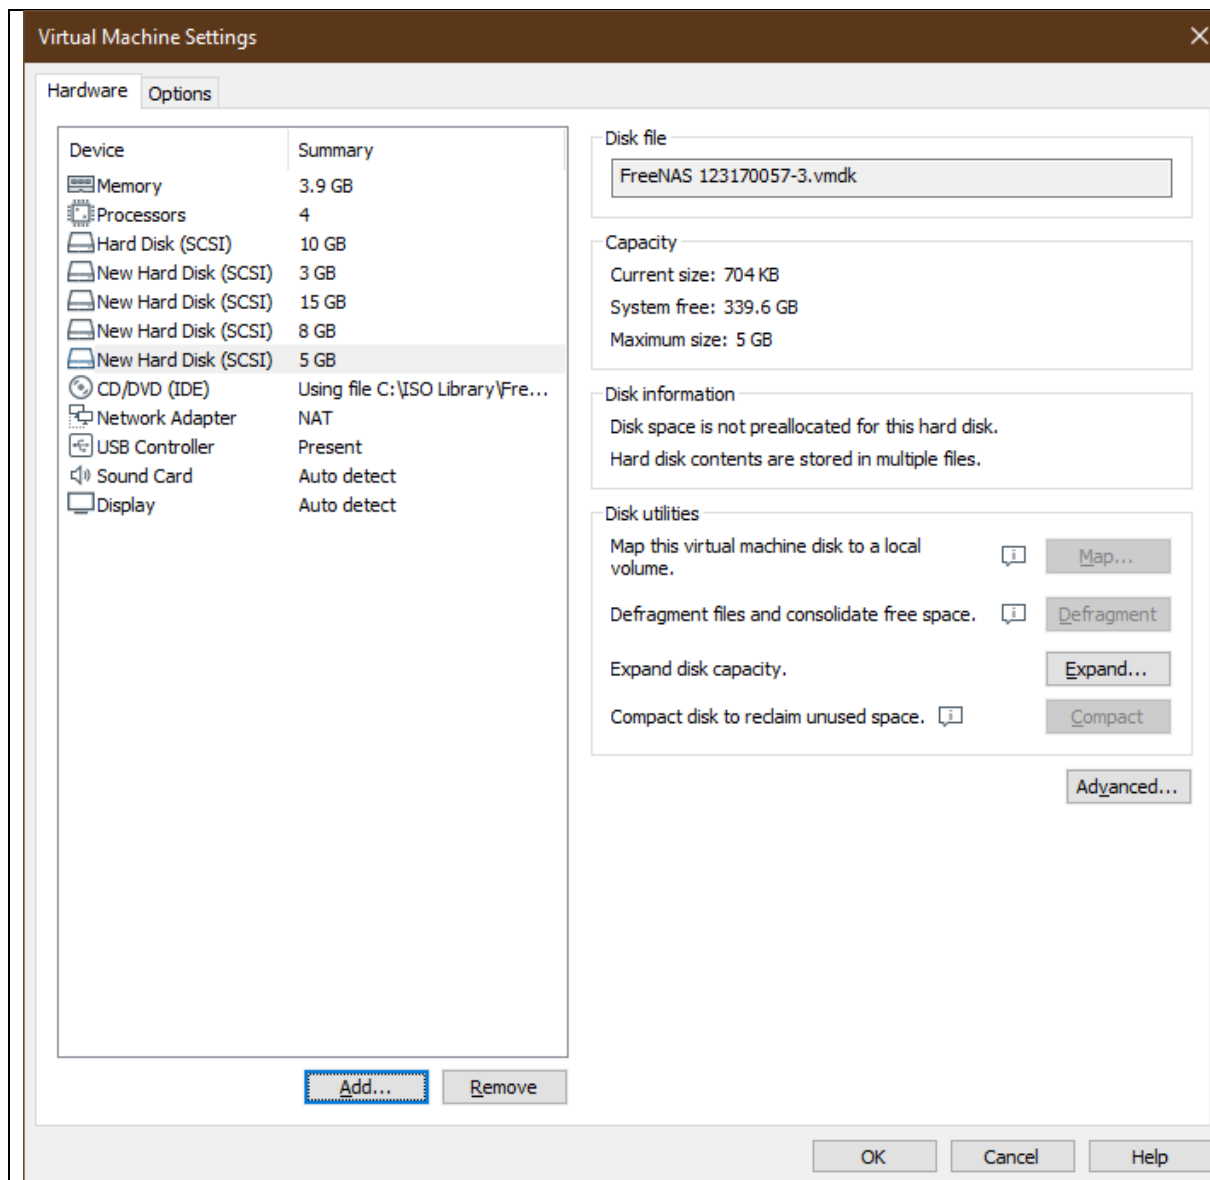 Virtual Machine Settings
Hardware
Options
Device Summary
Memory 3.9 GB
Processors 4
Hard Disk (SCSI) 10 GB
New Hard Disk (SCSI) 3 GB
New Hard Disk (SCSI) 15 GB
New Hard Disk (SCSI) 8 GB
New Hard Disk (SCSI) 5 GB
CD/DVD (IDE) Using file C:\ISO Library\Fre...
Network Adapter NAT
USB Controller Present
Sound Card Auto detect
Display Auto detect
Add...
Remove
Disk file
FreeNAS 123170057-3.vmdk
Capacity
Current size: 704 KB
System free: 339.6 GB
Maximum size: 5 GB
Disk information
Disk space is not preallocated for this hard disk.
Hard disk contents are stored in multiple files.
Disk utilities
Map this virtual machine disk to a local
volume.
Map...
Defragment files and consolidate free space.
Defragment
Expand disk capacity.
Expand...
Compact disk to reclaim unused space.
Compact
Advanced...
OK
Cancel
Help